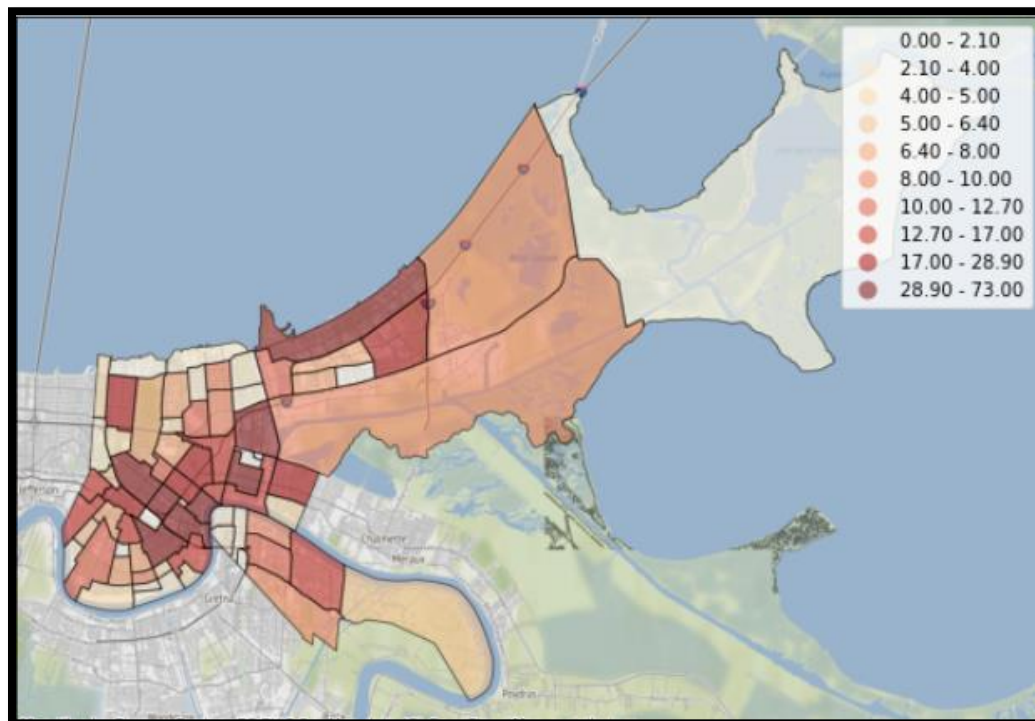 0.00 - 2.10
2.10 - 4.00
4.00 - 5.00
5.00 - 6.40
6.40 - 8.00
8.00 - 10.00
10.00 - 12.70
12.70 - 17.00
17.00 - 28.90
28.90 - 73.00
Jefferson
Chalmette
Meraux
Gretna
Poydras